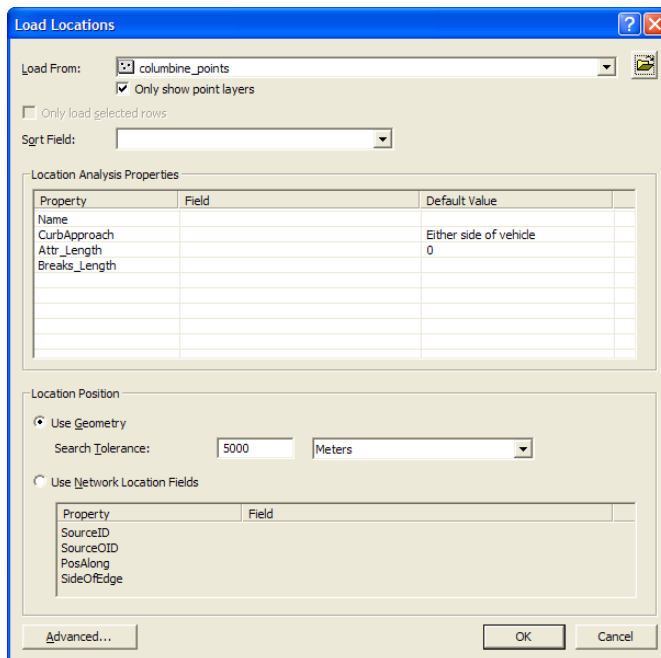 Load Locations
Load From: columbine_points
Only show point layers
Only load selected rows
Sort Field:
Location Analysis Properties
Property Field Default Value
Name
CurbApproach Either side of vehicle
Attr_Length 0
Breaks_Length
Location Position
Use Geometry
Search Tolerance: 5000 Meters
Use Network Location Fields
Property Field
SourceID
SourceOID
PosAlong
SideOfEdge
Advanced... OK Cancel